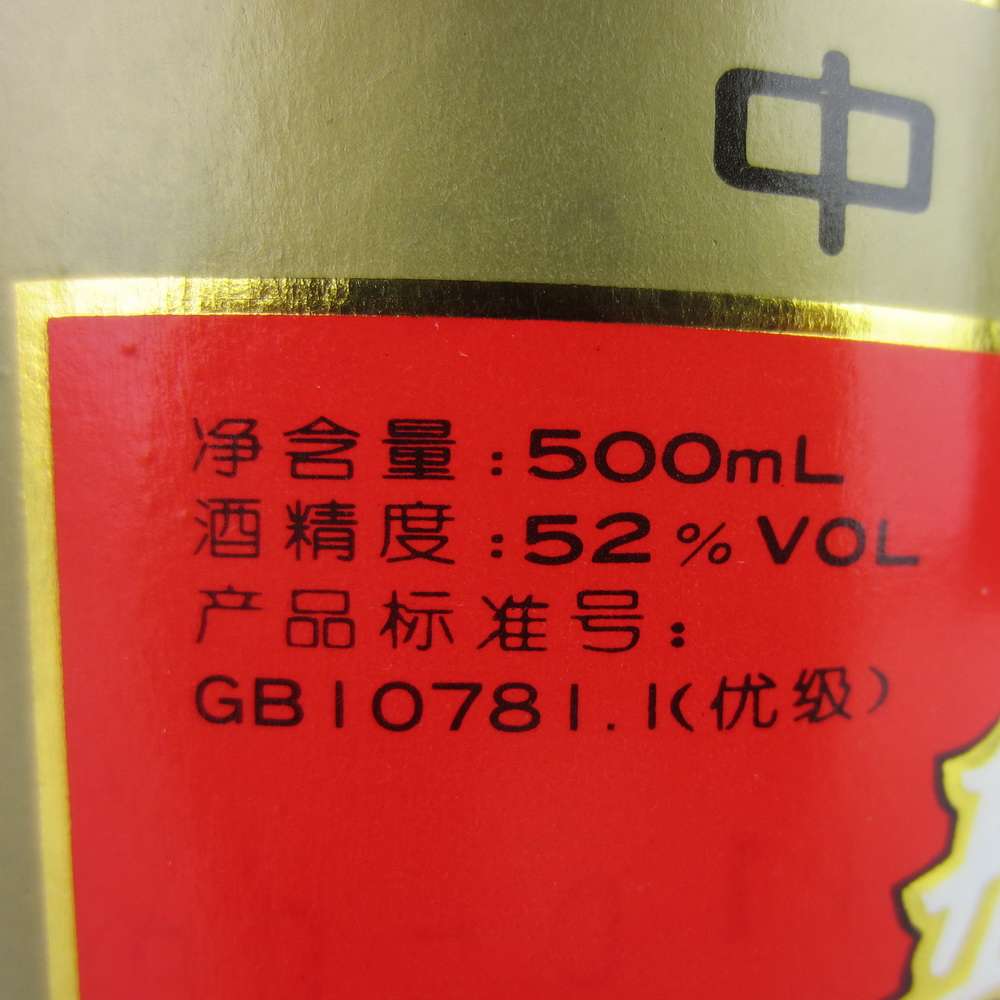 中
净含量:500mL
酒精度:52%VOL
产品标准号:
GB10781.1(优级)